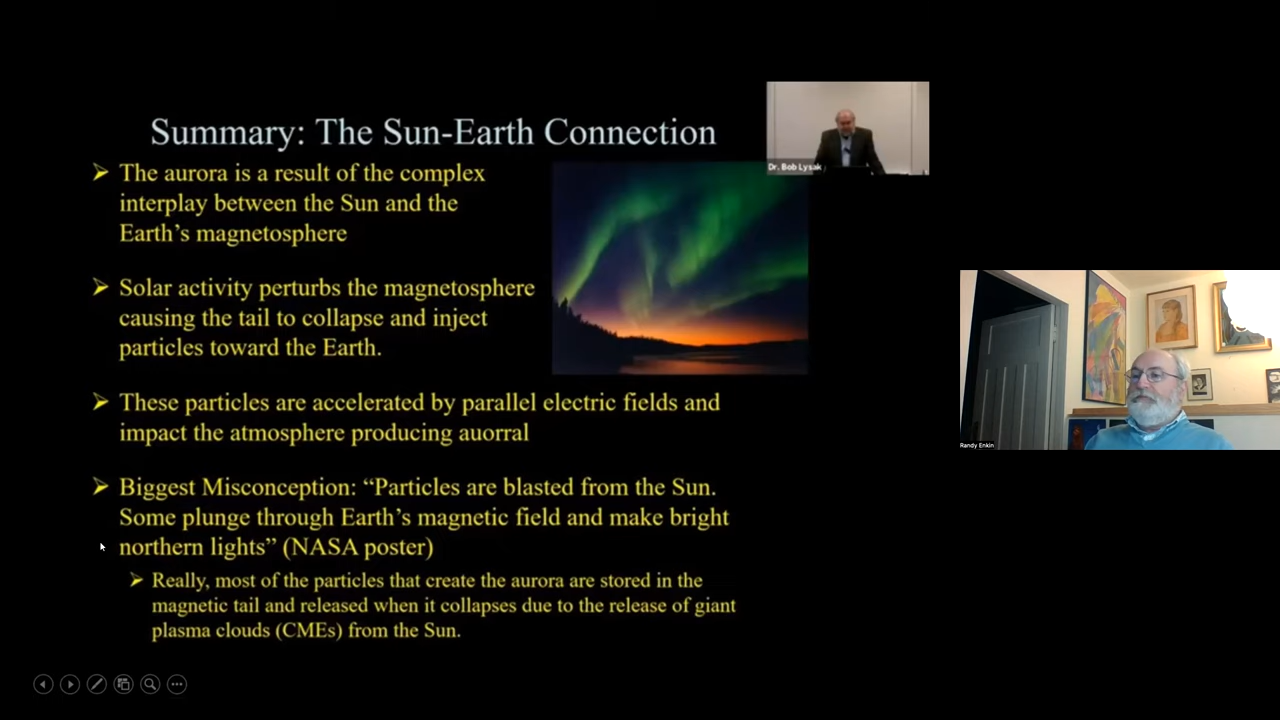 Summary: The Sun-Earth Connection
Dr. Bob Lysak
The aurora is a result of the complex
interplay between the Sun and the
Earth's magnetosphere
Solar activity perturbs the magnetosphere
causing the tail to collapse and inject
particles toward the Earth.
These particles are accelerated by parallel electric fields and
impact the atmosphere producing auorral
Biggest Misconception: “Particles are blasted from the Sun.
Some plunge through Earth's magnetic field and make bright
northern lights” (NASA poster)
Really, most of the particles that create the aurora are stored in the
magnetic tail and released when it collapses due to the release of giant
plasma clouds (CMEs) from the Sun.
Randy Enkin